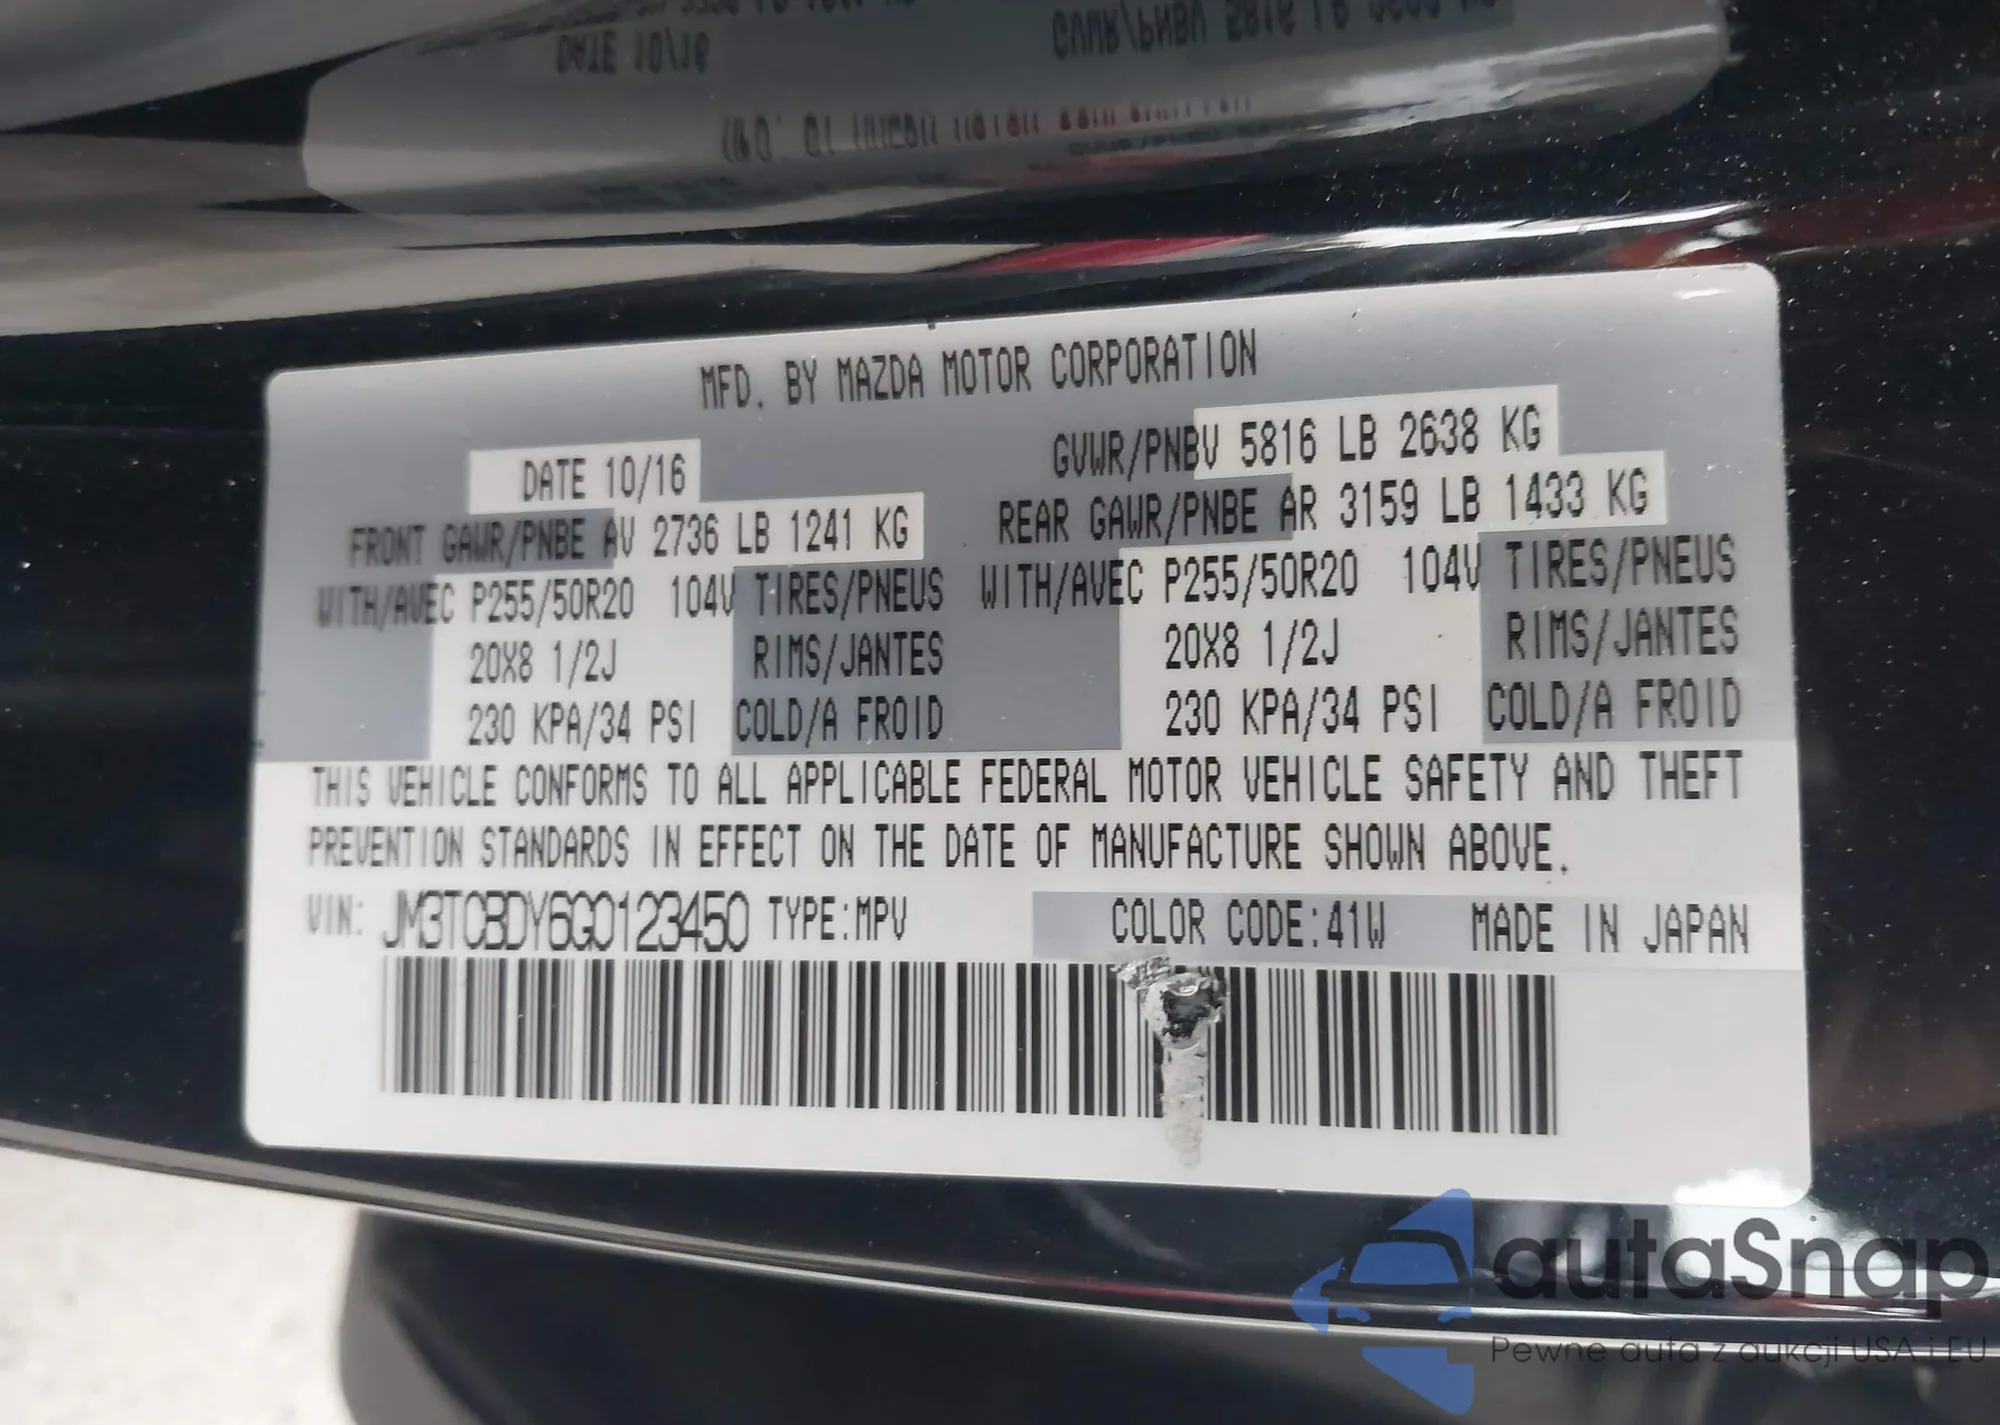 MFD. BY MAZDA MOTOR CORPORATION
DATE 10/16 GVWR/PNBV 5816 LB 2638 KG
FRONT GAWR/PNBE AV 2736 LB 1241 KG REAR GAWR/PNBE AR 3159 LB 1433 KG
WITH/AVEC P255/50R20 104V TIRES/PNEUS WITH/AVEC P255/50R20 104V TIRES/PNEUS
20X8 1/2J RIMS/JANTES 20X8 1/2J RIMS/JANTES
230 KPA/34 PSI COLD/A FROID 230 KPA/34 PSI COLD/A FROID
THIS VEHICLE CONFORMS TO ALL APPLICABLE FEDERAL MOTOR VEHICLE SAFETY AND THEFT
PREVENTION STANDARDS IN EFFECT ON THE DATE OF MANUFACTURE SHOWN ABOVE.
VIN: JM3TCBDY6G0123450 TYPE:MPV COLOR CODE:41W MADE IN JAPAN
autaSnap
Pewne auta z aukcji USA i EU